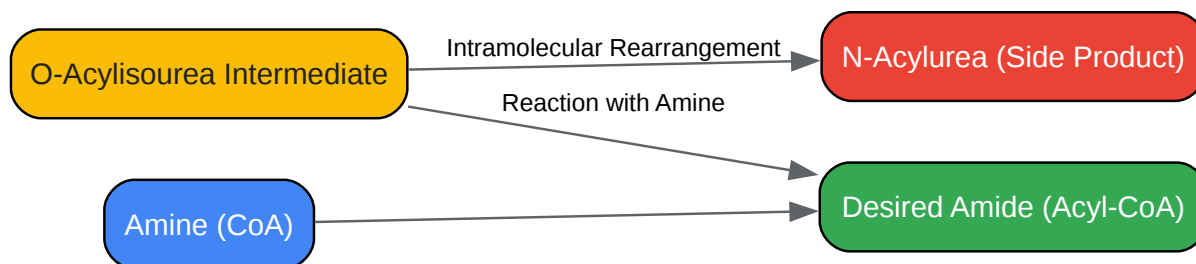 O-Acylisourea Intermediate
Intramolecular Rearrangement
N-Acylurea (Side Product)
Reaction with Amine
Amine (CoA)
Desired Amide (Acyl-CoA)